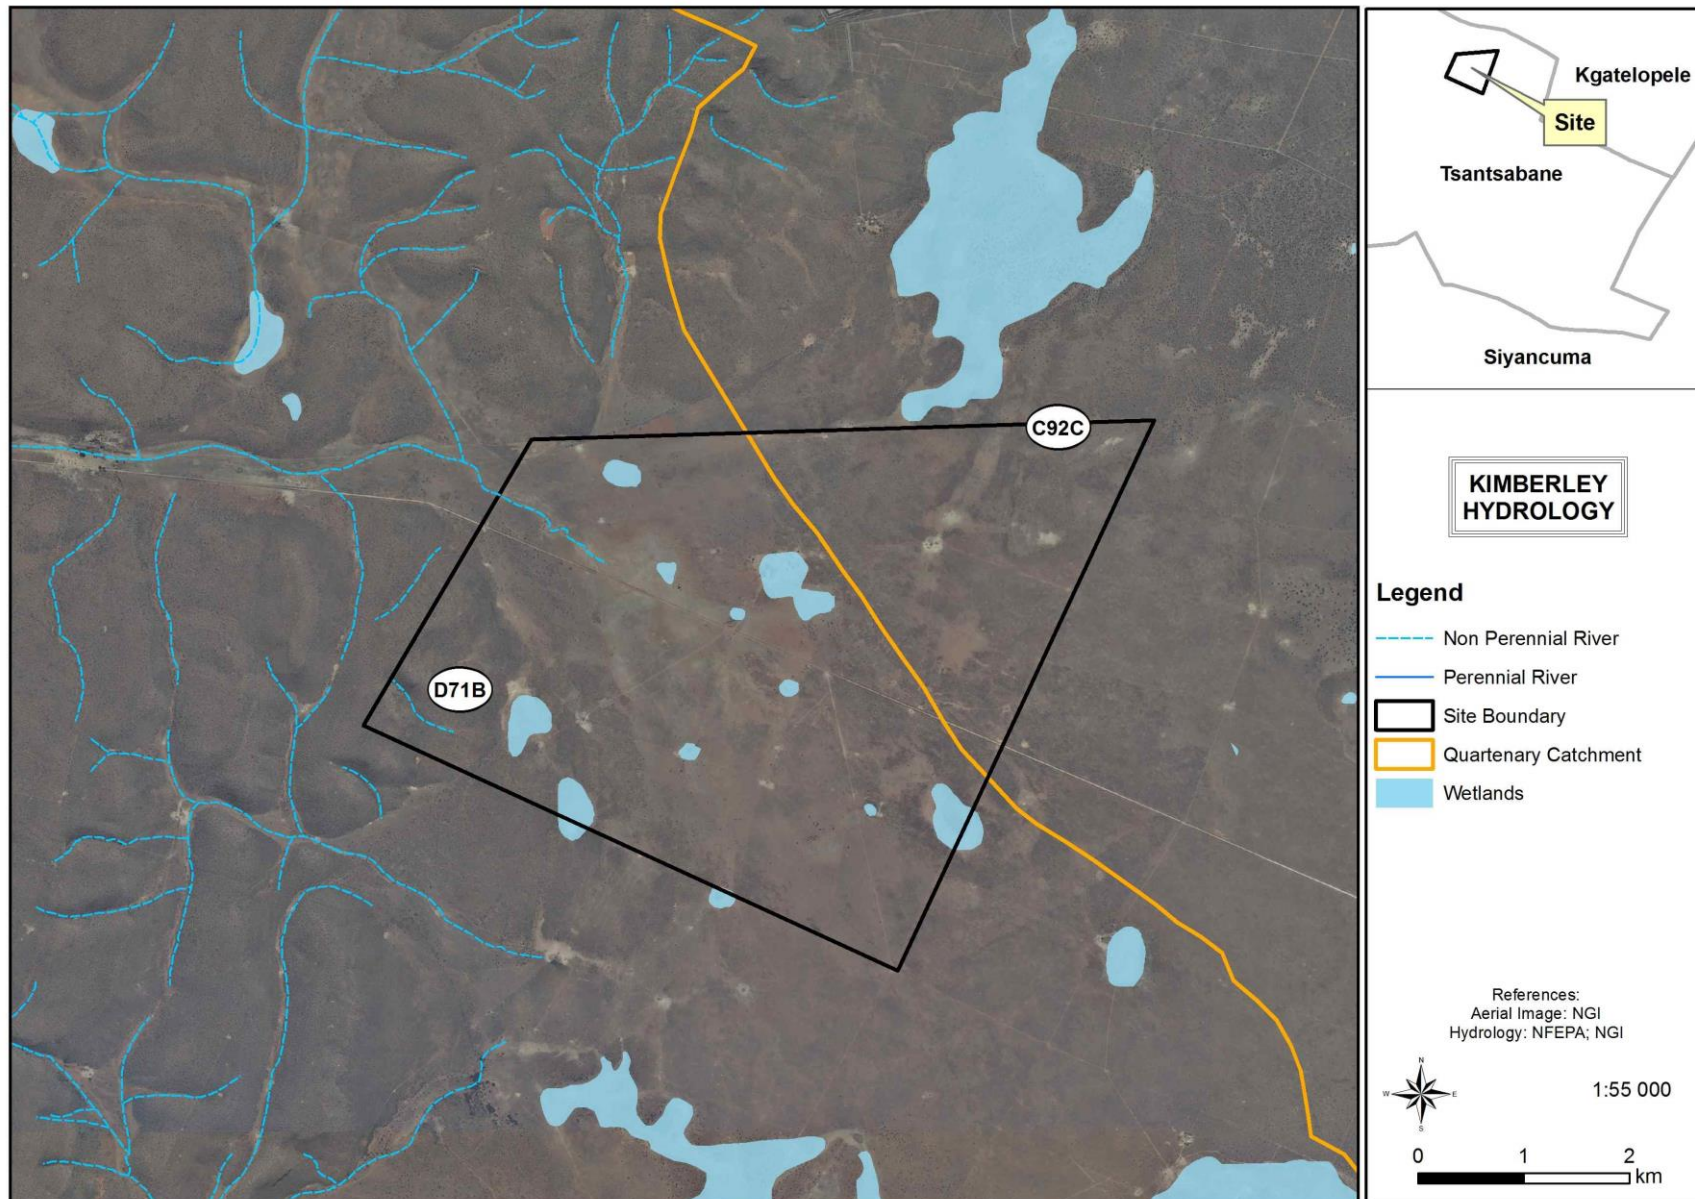 C92C
D71B
Kgatelopele
Site
Tsantsabane
Siyancuma
KIMBERLEY
HYDROLOGY
Legend
Non Perennial River
Perennial River
Site Boundary
Quartenary Catchment
Wetlands
References:
Aerial Image: NGI
Hydrology: NFEPA; NGI
N
W E
S
1:55 000
0 1 2
km